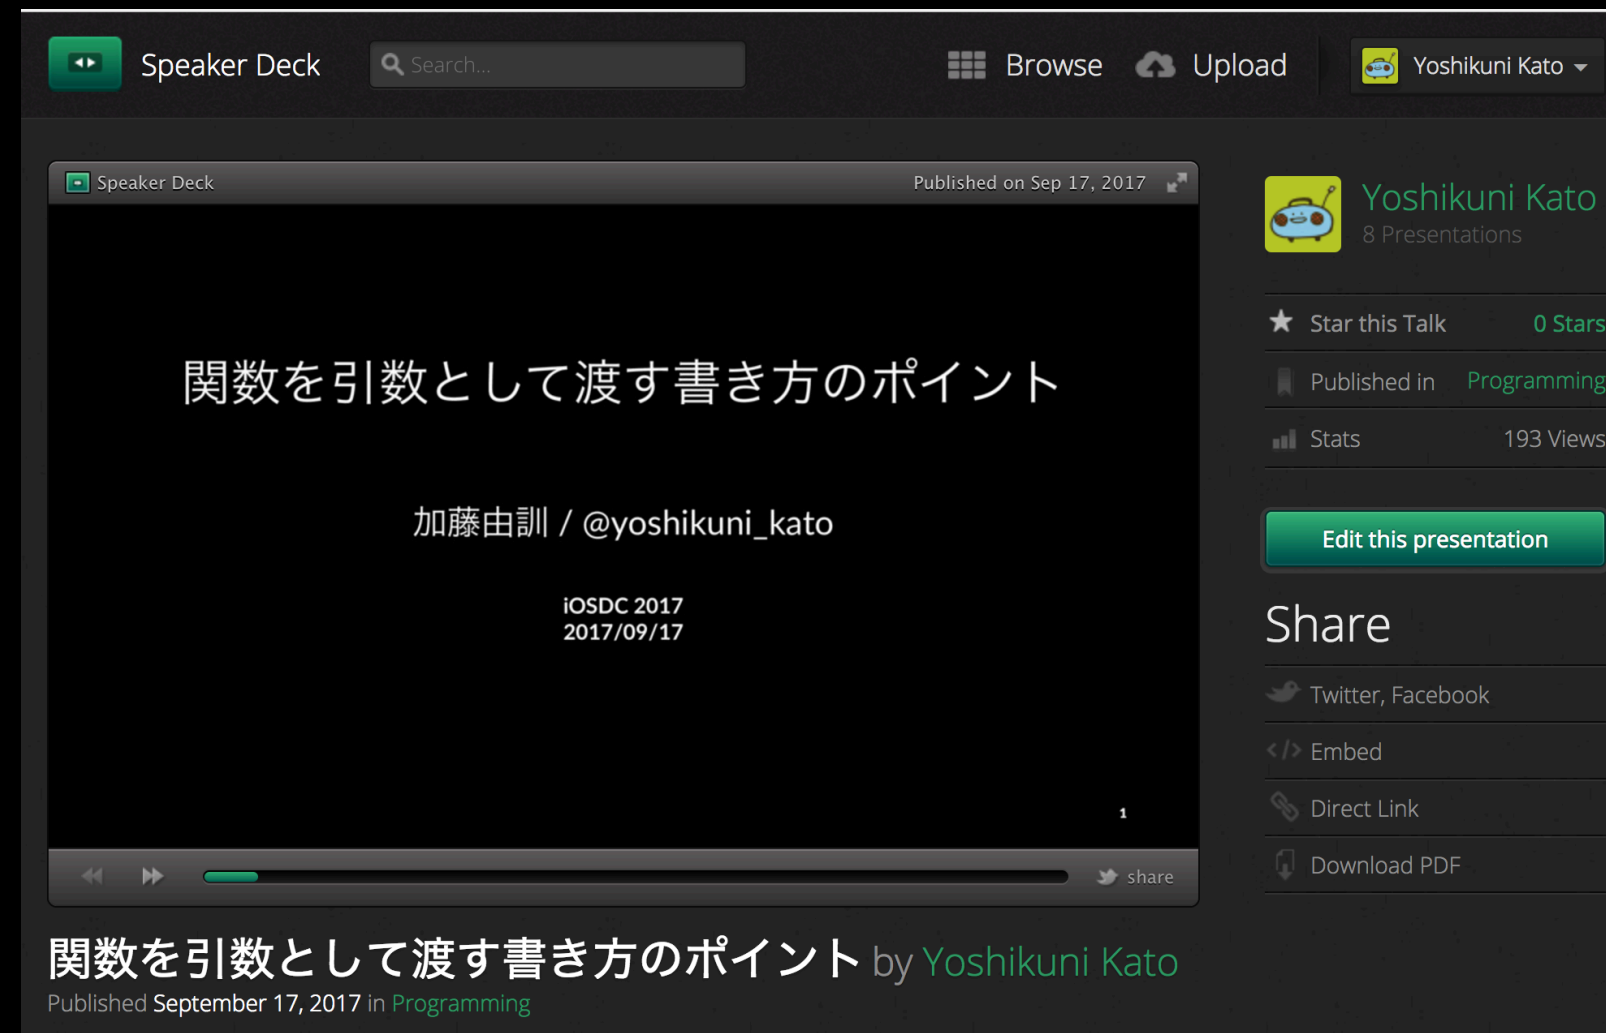 Speaker Deck
Search...
Browse
Upload
Yoshikuni Kato
Speaker Deck
Published on Sep 17, 2017
関数を引数として渡す書き方のポイント
加藤由訓 / @yoshikuni_kato
iOSDC 2017
2017/09/17
1
share
関数を引数として渡す書き方のポイント by Yoshikuni Kato
Published September 17, 2017 in Programming
Yoshikuni Kato
8 Presentations
Star this Talk 0 Stars
Published in Programming
Stats 193 Views
Edit this presentation
Share
Twitter, Facebook
Embed
Direct Link
Download PDF